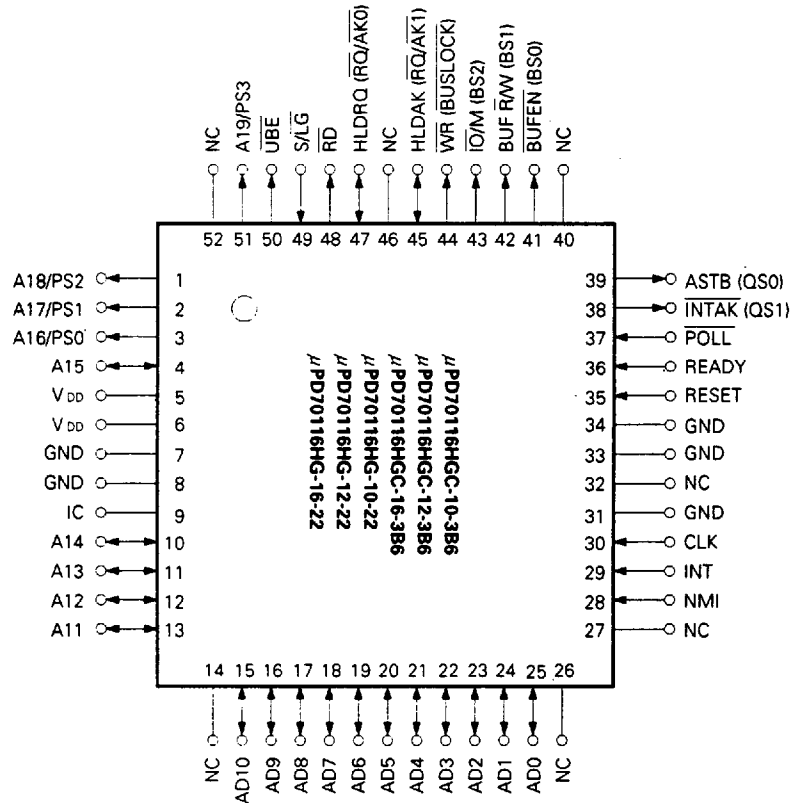 NC
A19/PS3
UBE
S/LG
RD
HLDRQ (RQ/AK0)
NC
HLDAK (RQ/AK1)
WR (BUSLOCK)
IO/M (BS2)
BUF R/W (BS1)
BUFEN (BS0)
NC
52 51 50 49 48 47 46 45 44 43 42 41 40
A18/PS2 1
A17/PS1 2
A16/PS0 3
A15 4
VDD 5
VDD 6
GND 7
GND 8
IC 9
A14 10
A13 11
A12 12
A11 13
μPD70116HG-16-22
μPD70116HG-12-22
μPD70116HG-10-22
μPD70116HGC-16-3B6
μPD70116HGC-12-3B6
μPD70116HGC-10-3B6
39 ASTB (QS0)
38 INTAK (QS1)
37 POLL
36 READY
35 RESET
34 GND
33 GND
32 NC
31 GND
30 CLK
29 INT
28 NMI
27 NC
14 15 16 17 18 19 20 21 22 23 24 25 26
NC
AD10
AD9
AD8
AD7
AD6
AD5
AD4
AD3
AD2
AD1
AD0
NC